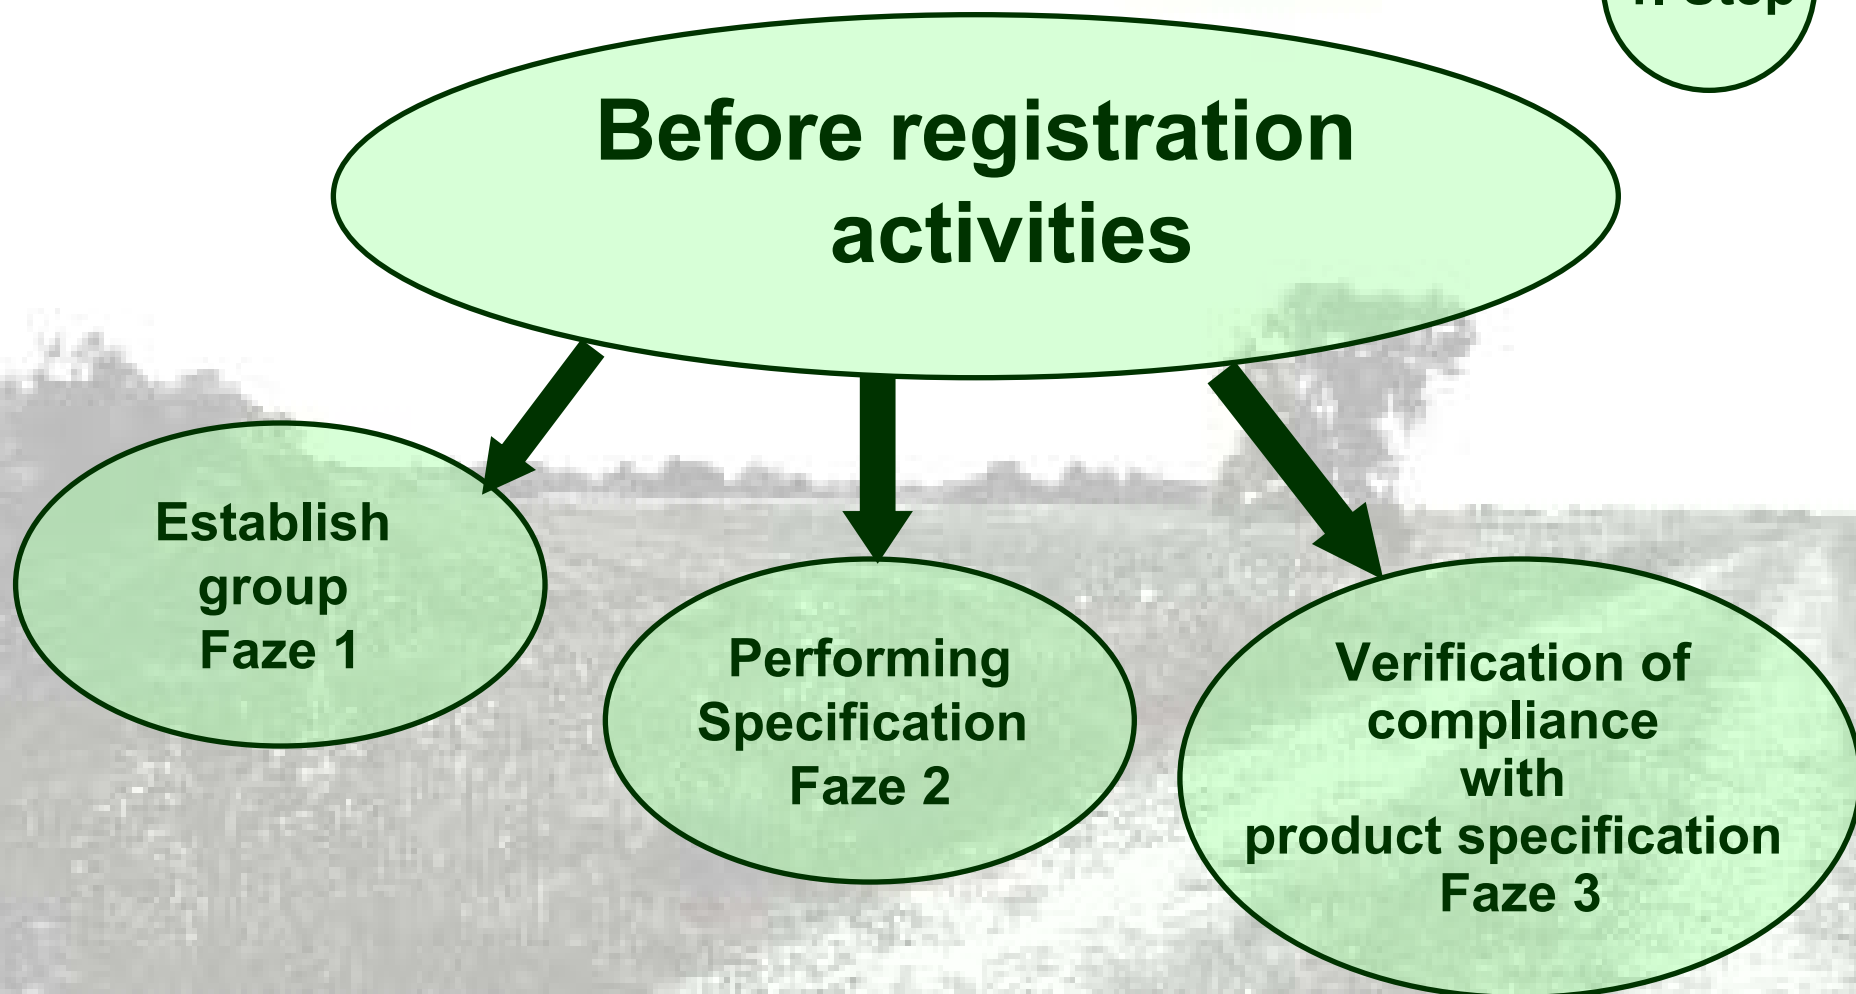 Before registration
activities
Establish
group
Faze 1
Performing
Specification
Faze 2
Verification of
compliance
with
product specification
Faze 3